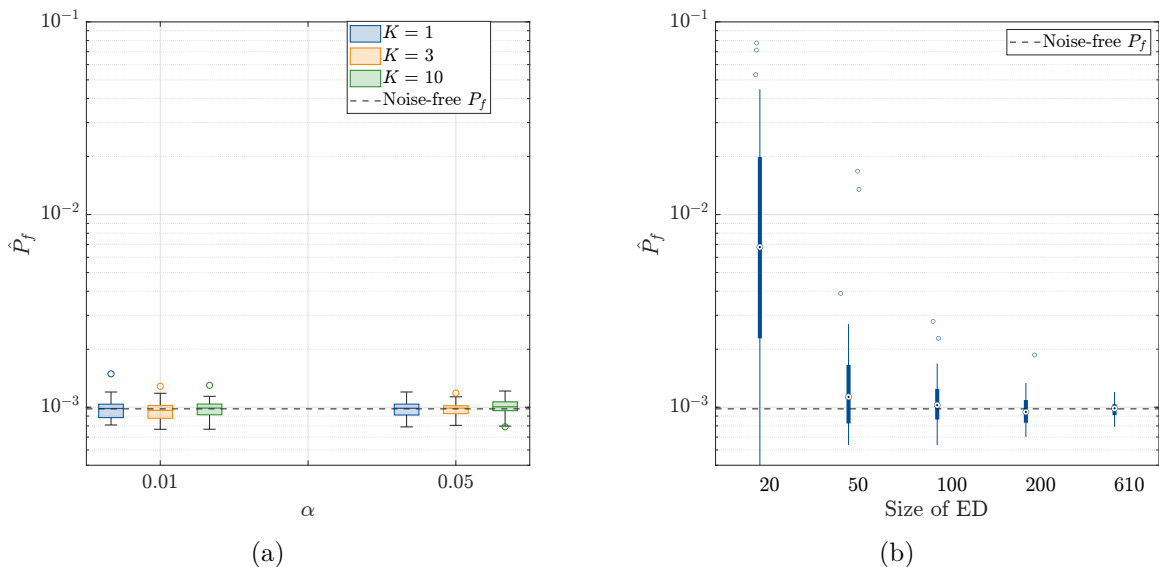 10⁻¹
K = 1
K = 3
K = 10
Noise-free P_f
10⁻²
P̂_f
10⁻³
0.01
0.05
α
(a)
10⁻¹
Noise-free P_f
10⁻²
P̂_f
10⁻³
20
50
100
200
610
Size of ED
(b)